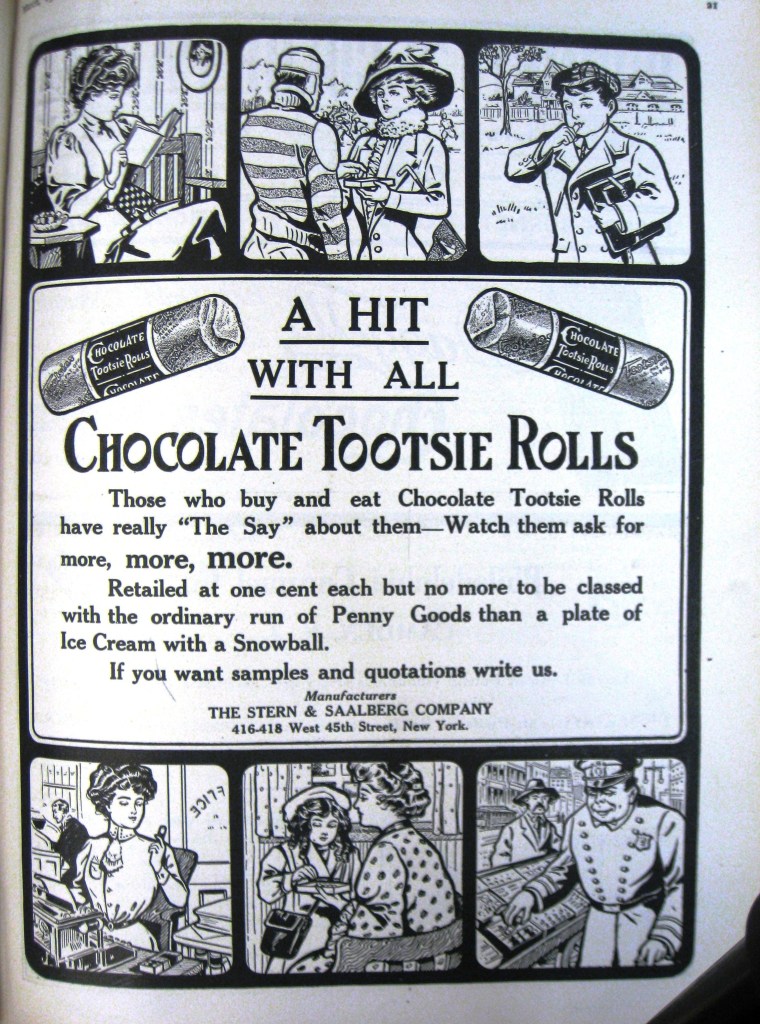 CHOCOLATE
Tootsie Rolls
CHOCOLATE
A HIT
WITH ALL
CHOCOLATE
Tootsie Rolls
CHOCOLATE
CHOCOLATE TOOTSIE ROLLS
Those who buy and eat Chocolate Tootsie Rolls
have really “The Say” about them—Watch them ask for
more, more, more.
Retailed at one cent each but no more to be classed
with the ordinary run of Penny Goods than a plate of
Ice Cream with a Snowball.
If you want samples and quotations write us.
Manufacturers
THE STERN & SAALBERG COMPANY
416-418 West 45th Street, New York.
FFICE